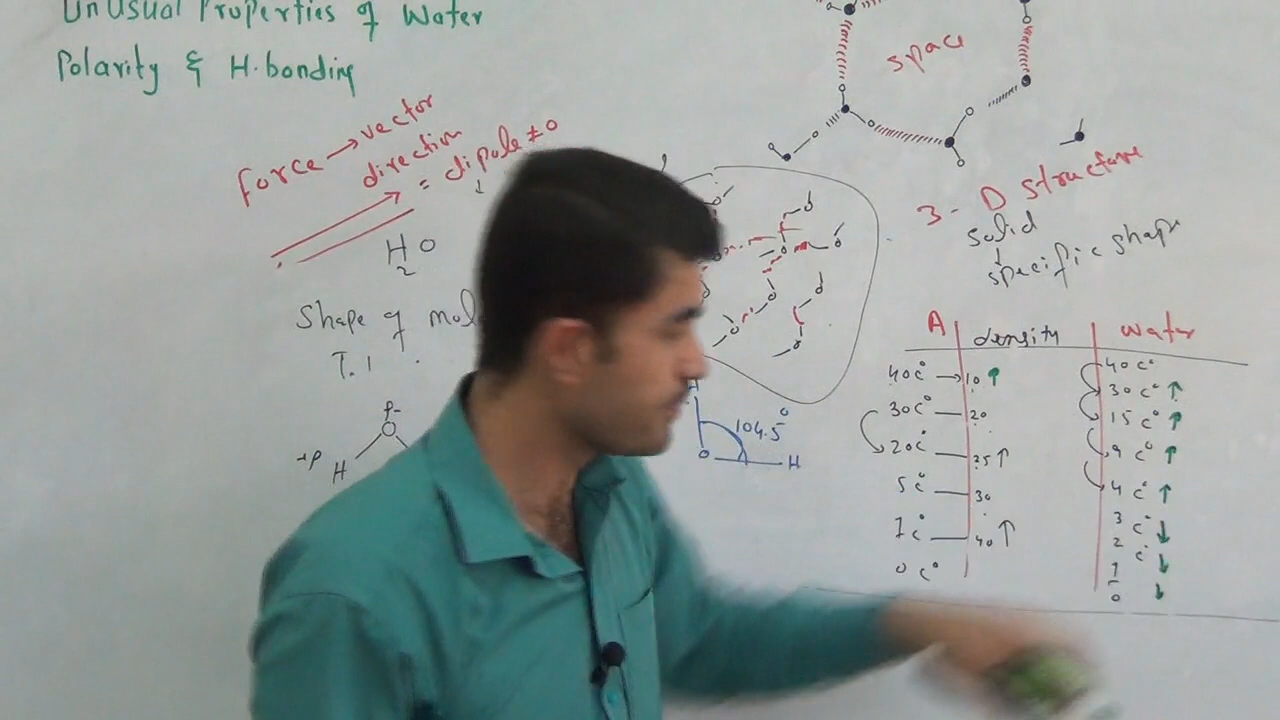 Unusual Properties of Water
Polarity & H.bonding
Force → vector
direction
= dipole ≠ 0
H2O
Shape of mol
T.1
P-
+P
H
space
3-D structure
solid
specific shape
H
104.5°
O
H
A density water
40c° 10 ↑ 40c°
30c° 20 30c° ↑
20c° 25 ↑ 15c° ↑
5c° 30 9c° ↑
1c° 40 ↑ 4c° ↑
0c° 3c° ↓
2c° ↓
1
0 ↓